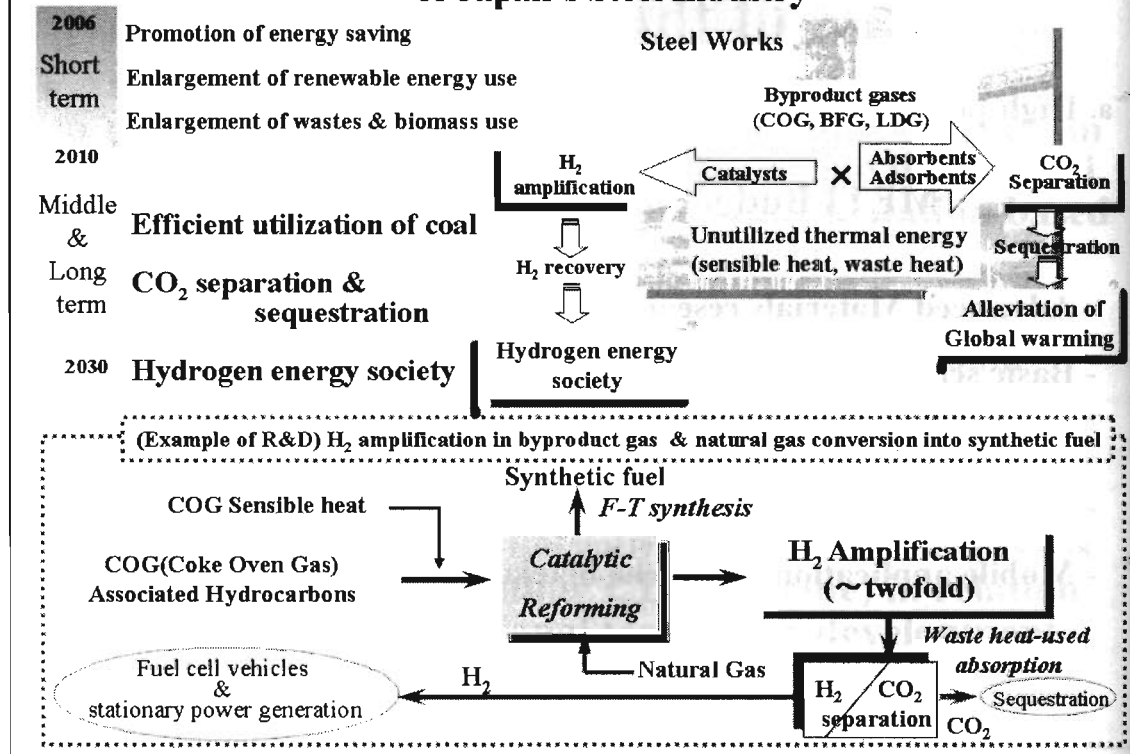 2006
Short
term
Promotion of energy saving
Enlargement of renewable energy use
Enlargement of wastes & biomass use
2010
Middle
&
Long
term
Efficient utilization of coal
CO₂ separation &
sequestration
2030
Hydrogen energy society
Steel Works
Byproduct gases
(COG, BFG, LDG)
H₂
amplification
Catalysts
×
Absorbents
Adsorbents
CO₂
Separation
Unutilized thermal energy
(sensible heat, waste heat)
H₂ recovery
Sequestration
Hydrogen energy
society
Alleviation of
Global warming
(Example of R&D) H₂ amplification in byproduct gas & natural gas conversion into synthetic fuel
Synthetic fuel
F-T synthesis
COG Sensible heat
COG(Coke Oven Gas)
Associated Hydrocarbons
Catalytic
Reforming
H₂ Amplification
(~twofold)
Natural Gas
Waste heat-used
absorption
H₂ CO₂
separation
Sequestration
CO₂
H₂
Fuel cell vehicles
&
stationary power generation